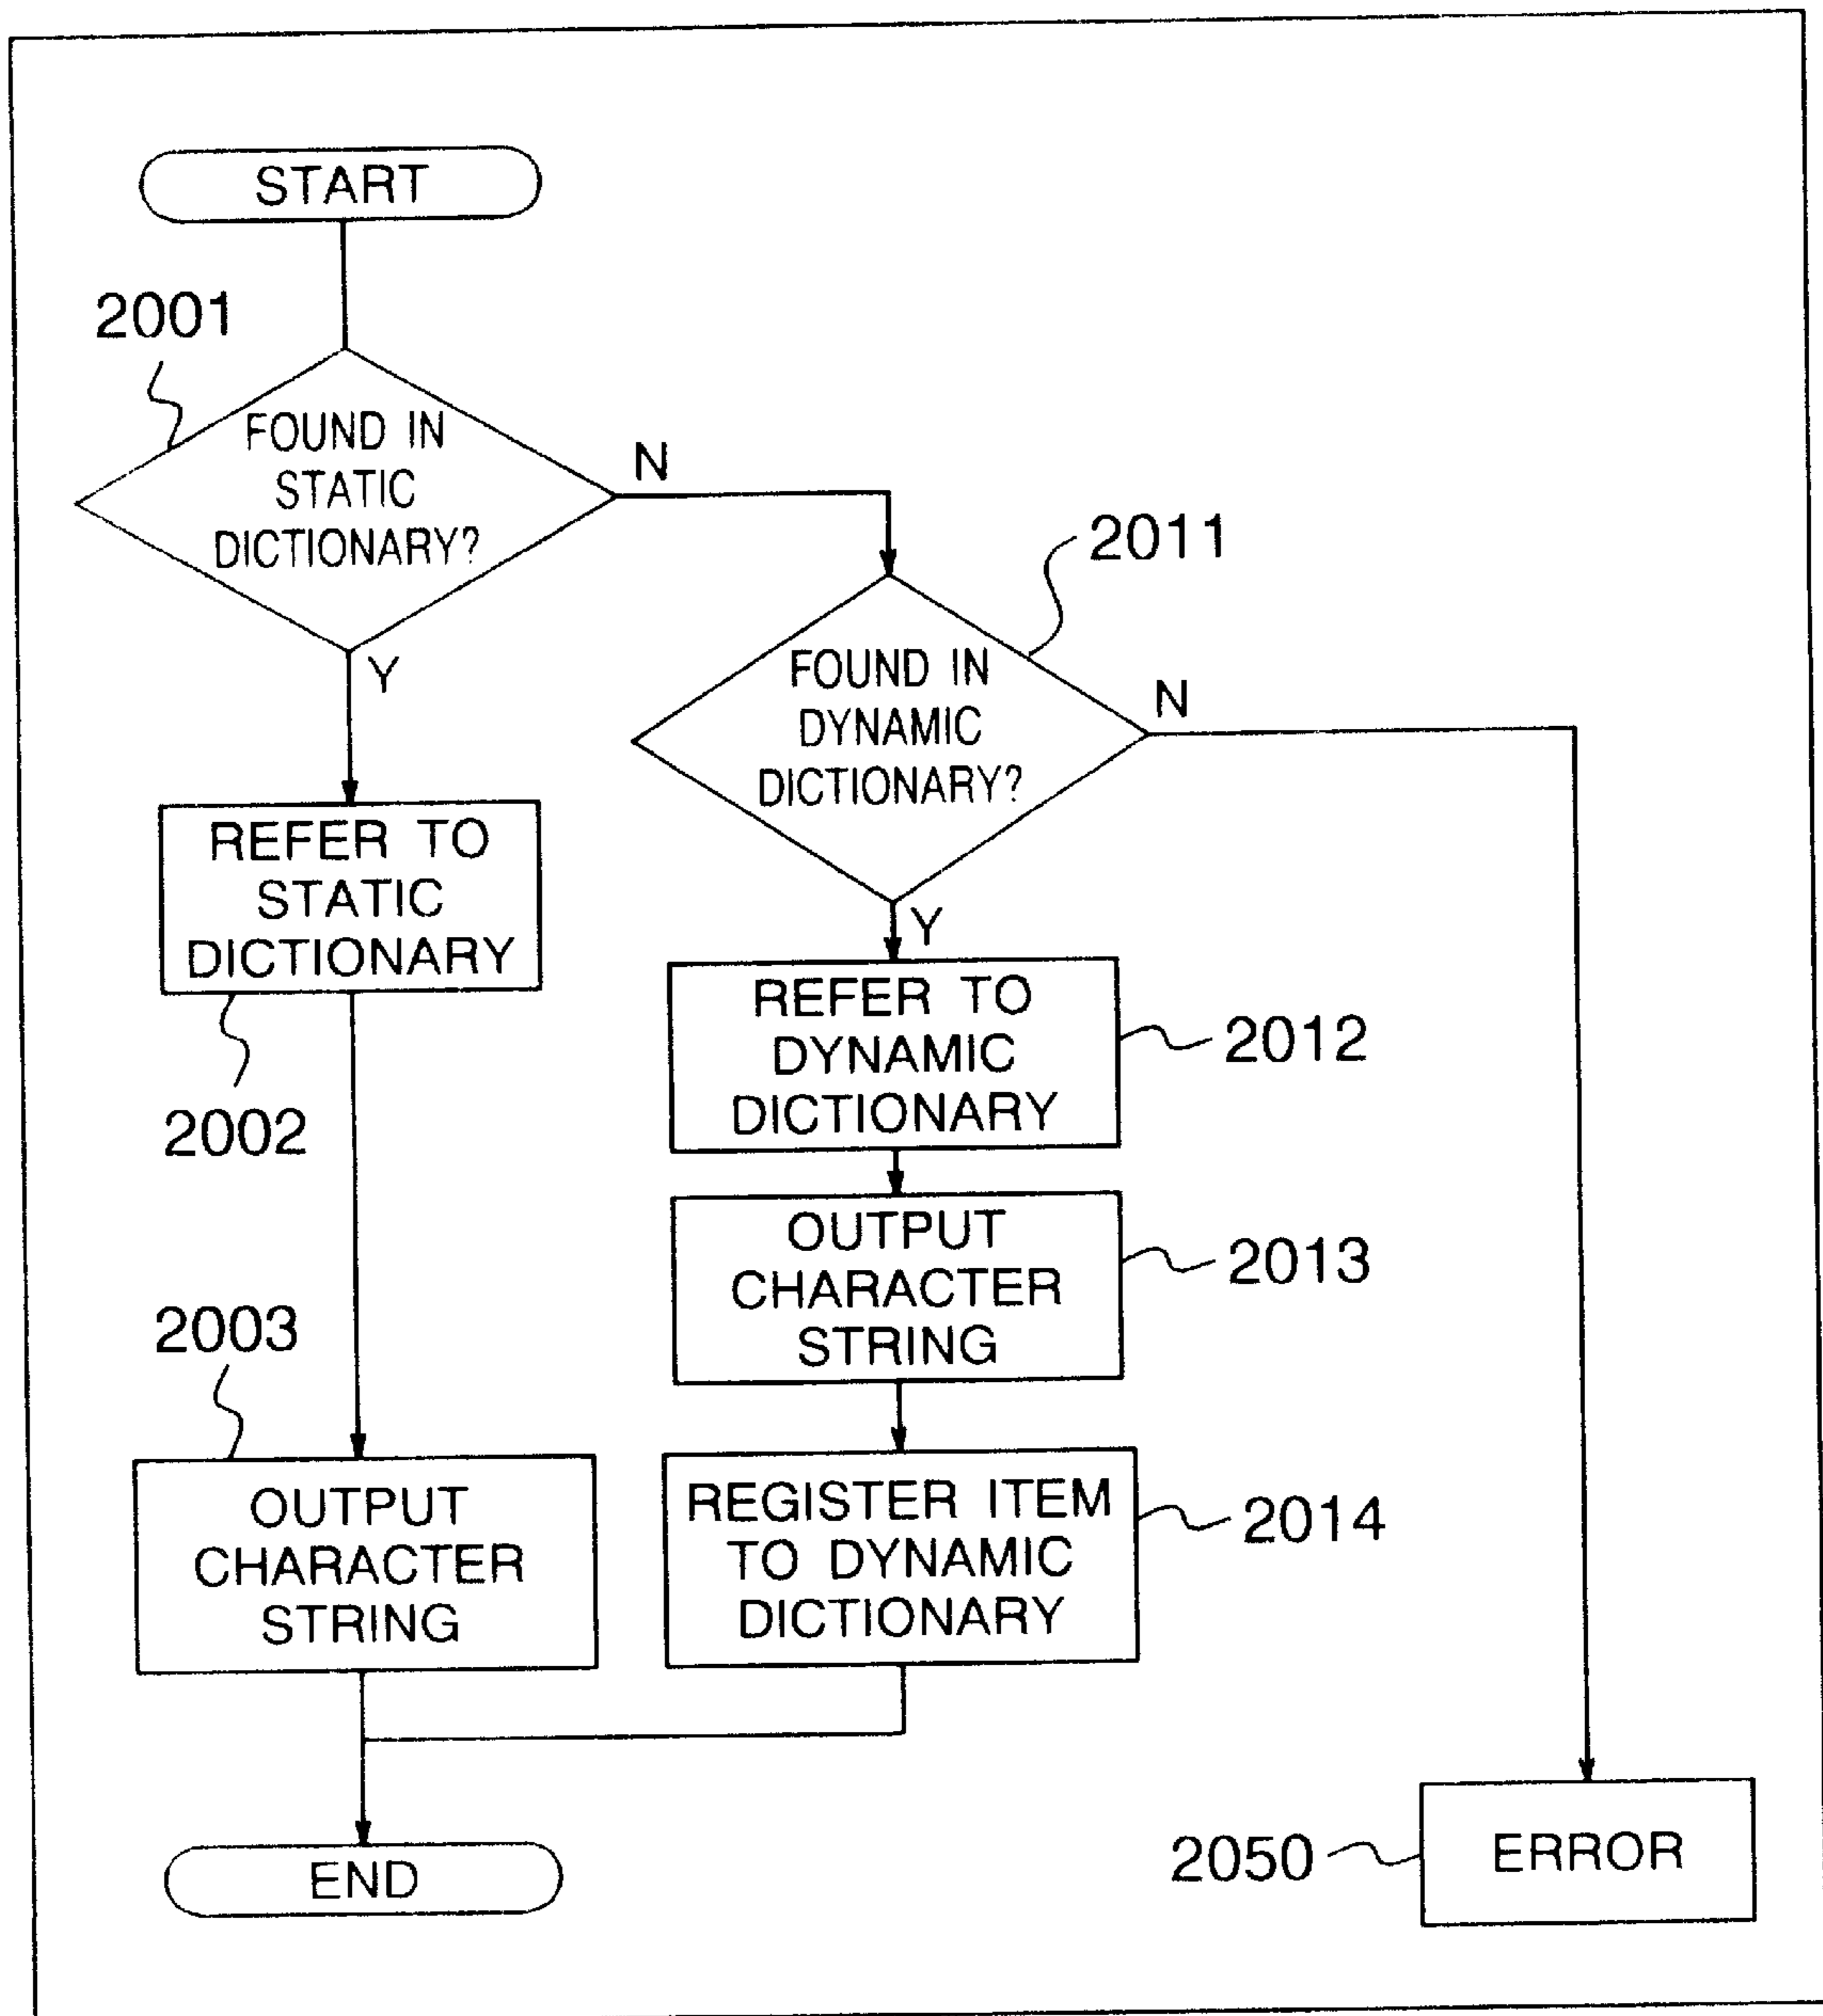 START
2001
FOUND IN
STATIC
DICTIONARY?
N
Y
2011
FOUND IN
DYNAMIC
DICTIONARY?
N
Y
REFER TO
STATIC
DICTIONARY
2002
REFER TO
DYNAMIC
DICTIONARY
2012
OUTPUT
CHARACTER
STRING
2013
2003
OUTPUT
CHARACTER
STRING
REGISTER ITEM
TO DYNAMIC
DICTIONARY
2014
END
2050
ERROR